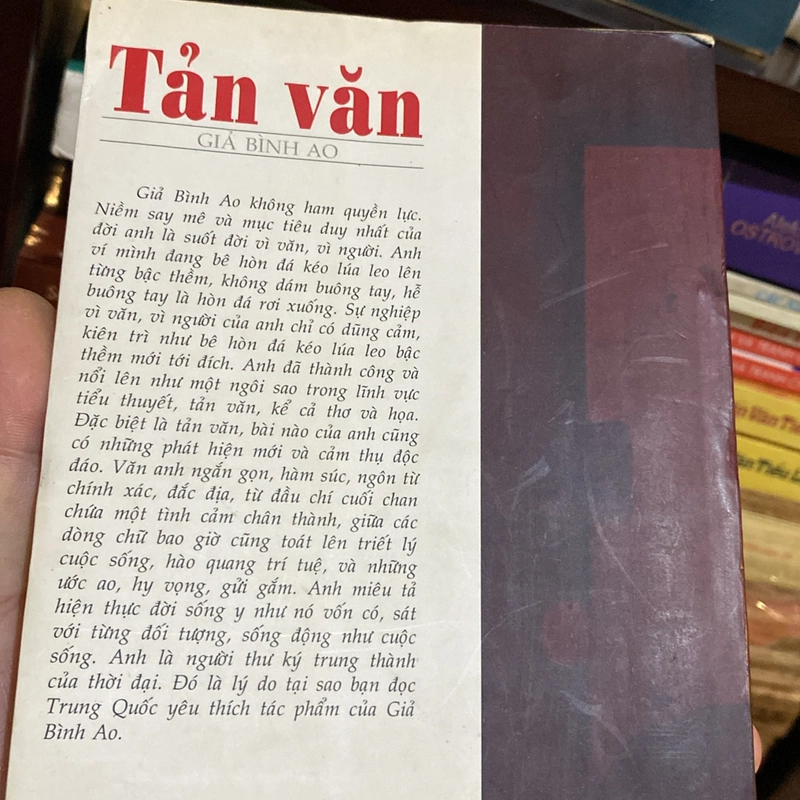 Tản văn
GIẢ BÌNH AO
Giả Bình Ao không ham quyền lực.
Niềm say mê và mục tiêu duy nhất của
đời anh là suốt đời vì văn, vì người. Anh
ví mình đang bê hòn đá kéo lúa leo lên
từng bậc thềm, không dám buông tay, hễ
buông tay là hòn đá rơi xuống. Sự nghiệp
vì văn, vì người của anh chỉ có dũng cảm,
kiên trì như bê hòn đá kéo lúa leo bậc
thềm mới tới đích. Anh đã thành công và
nổi lên như một ngôi sao trong lĩnh vực
tiểu thuyết, tản văn, kể cả thơ và họa.
Đặc biệt là tản văn, bài nào của anh cũng
có những phát hiện mới và cảm thụ độc
đáo. Văn anh ngắn gọn, hàm súc, ngôn từ
chính xác, đắc địa, từ đầu chí cuối chan
chứa một tình cảm chân thành, giữa các
dòng chữ bao giờ cũng toát lên triết lý
cuộc sống, hào quang trí tuệ, và những
ước ao, hy vọng, gửi gắm. Anh miêu tả
hiện thực đời sống y như nó vốn có, sát
với từng đối tượng, sống động như cuộc
sống. Anh là người thư ký trung thành
của thời đại. Đó là lý do tại sao bạn đọc
Trung Quốc yêu thích tác phẩm của Giả
Bình Ao.